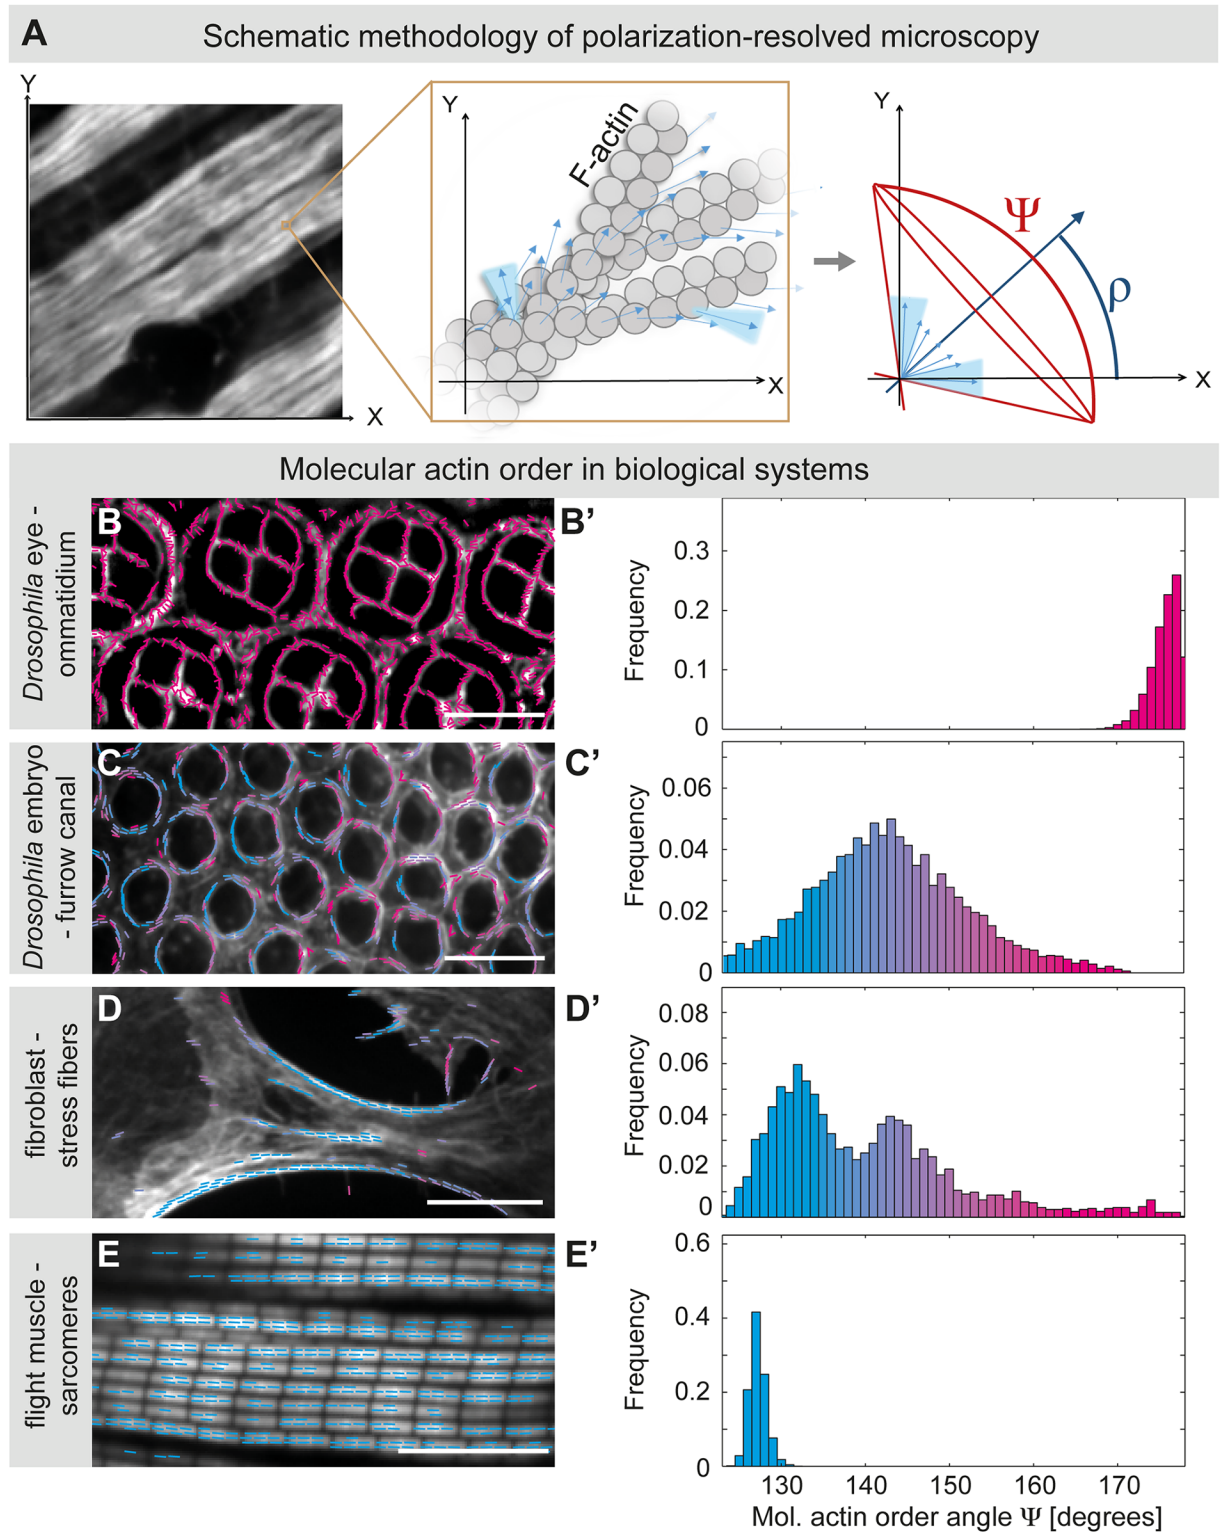 A
Schematic methodology of polarization-resolved microscopy
Y
X
Y
F-actin
X
Y
Ψ
ρ
X
Molecular actin order in biological systems
Drosophila eye -
ommatidium
B
B’
Frequency
0.3
0.2
0.1
0
Drosophila embryo
- furrow canal
C
C’
Frequency
0.06
0.04
0.02
0
fibroblast -
stress fibers
D
D’
Frequency
0.08
0.06
0.04
0.02
0
flight muscle -
sarcomeres
E
E’
Frequency
0.6
0.4
0.2
0
130 140 150 160 170
Mol. actin order angle Ψ [degrees]